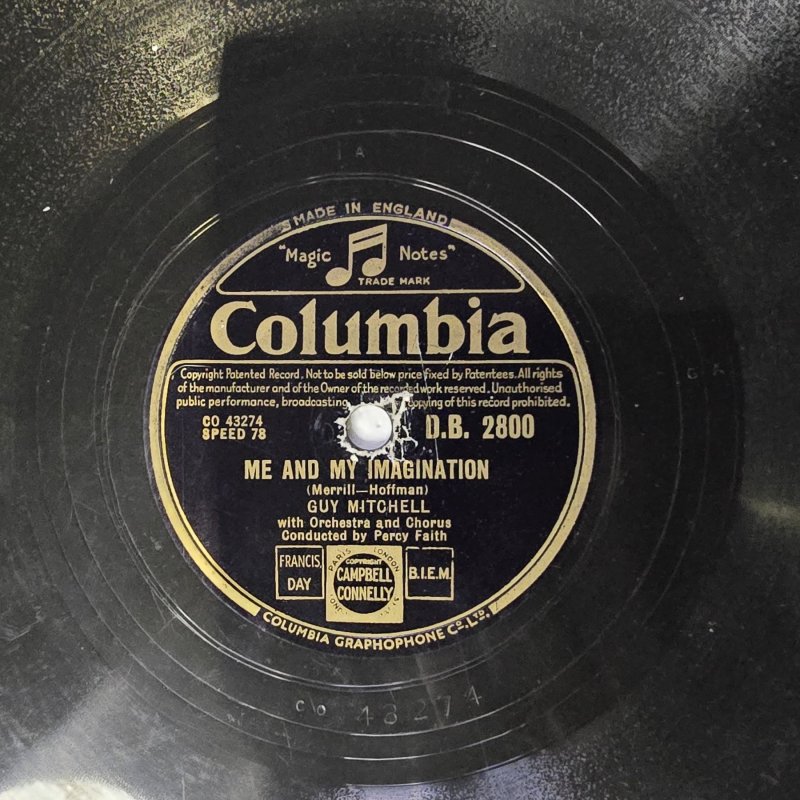 1A
MADE IN ENGLAND
"Magic Notes"
TRADE MARK
Columbia
Copyright Patented Record. Not to be sold below price fixed by Patentees. All rights
of the manufacturer and of the Owner of the recorded work reserved. Unauthorised
public performance, broadcasting copying of this record prohibited.
CO 43274
SPEED 78
D.B. 2800
ME AND MY IMAGINATION
(Merrill—Hoffman)
GUY MITCHELL
with Orchestra and Chorus
Conducted by Percy Faith
FRANCIS,
DAY
PARIS LONDON
COPYRIGHT
CAMPBELL
CONNELLY
B.I.E.M.
COLUMBIA GRAPHOPHONE CO. LTD.
CO 43274